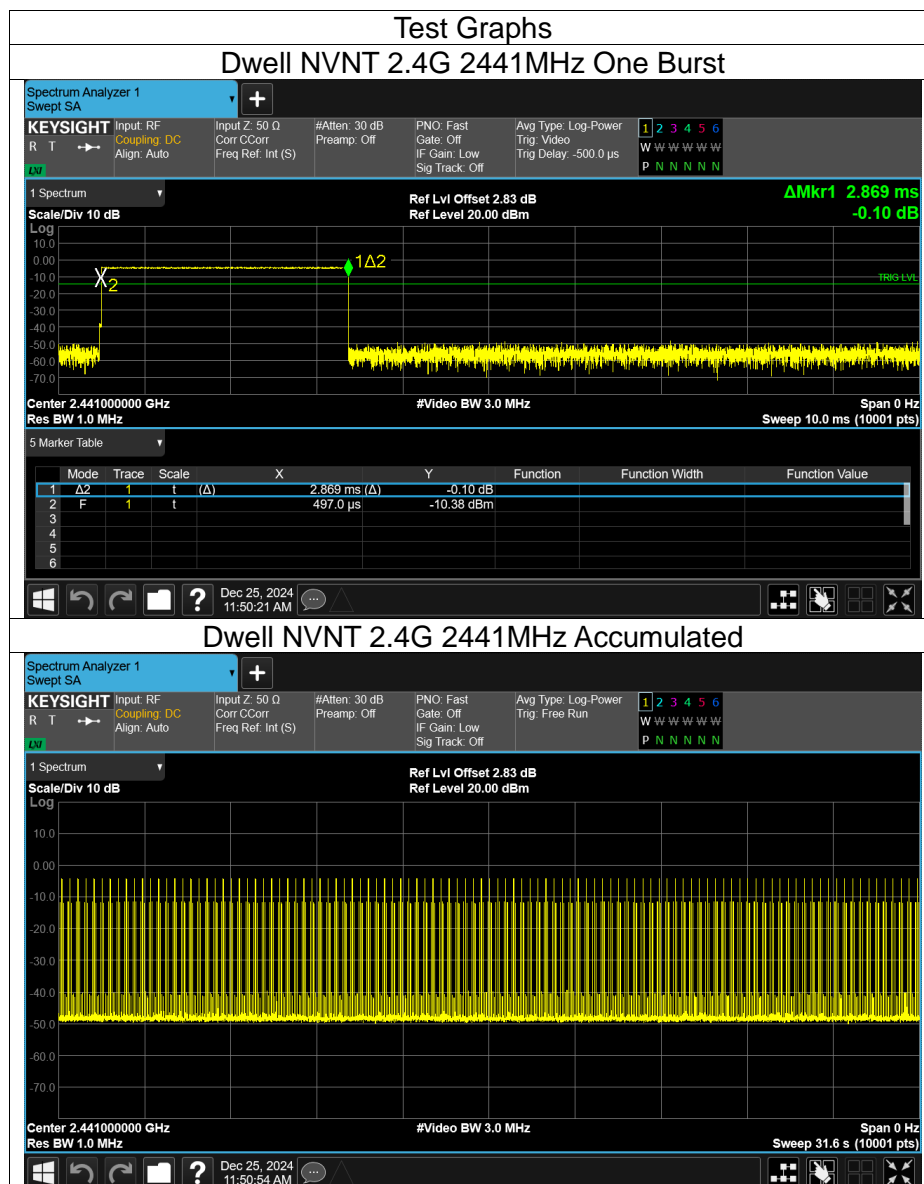 Test Graphs
Dwell NVNT 2.4G 2441MHz One Burst
Spectrum Analyzer 1
Swept SA
+
KEYSIGHT Input: RF Input Z: 50 Ω #Atten: 30 dB PNO: Fast Avg Type: Log-Power 1 2 3 4 5 6
R T Coupling: DC Corr CCorr Preamp: Off Gate: Off Trig: Video W W W W W W
Align: Auto Freq Ref: Int (S) IF Gain: Low Trig Delay: -500.0 µs
LXI Sig Track: Off P N N N N N
1 Spectrum Ref Lvl Offset 2.83 dB ΔMkr1 2.869 ms
Scale/Div 10 dB Ref Level 20.00 dBm -0.10 dB
Log
10.0
0.00
1Δ2
-10.0
2
TRIG LVL
-20.0
-30.0
-40.0
-50.0
-60.0
-70.0
Center 2.441000000 GHz #Video BW 3.0 MHz Span 0 Hz
Res BW 1.0 MHz Sweep 10.0 ms (10001 pts)
5 Marker Table
Mode Trace Scale X Y Function Function Width Function Value
1 Δ2 1 t (Δ) 2.869 ms (Δ) -0.10 dB
2 F 1 t 497.0 µs -10.38 dBm
3
4
5
6
? Dec 25, 2024
11:50:21 AM
Dwell NVNT 2.4G 2441MHz Accumulated
Spectrum Analyzer 1
Swept SA
+
KEYSIGHT Input: RF Input Z: 50 Ω #Atten: 30 dB PNO: Fast Avg Type: Log-Power 1 2 3 4 5 6
R T Coupling: DC Corr CCorr Preamp: Off Gate: Off Trig: Free Run W W W W W W
Align: Auto Freq Ref: Int (S) IF Gain: Low
LXI Sig Track: Off P N N N N N
1 Spectrum Ref Lvl Offset 2.83 dB
Scale/Div 10 dB Ref Level 20.00 dBm
Log
10.0
0.00
-10.0
-20.0
-30.0
-40.0
-50.0
-60.0
-70.0
Center 2.441000000 GHz #Video BW 3.0 MHz Span 0 Hz
Res BW 1.0 MHz Sweep 31.6 s (10001 pts)
? Dec 25, 2024
11:50:54 AM